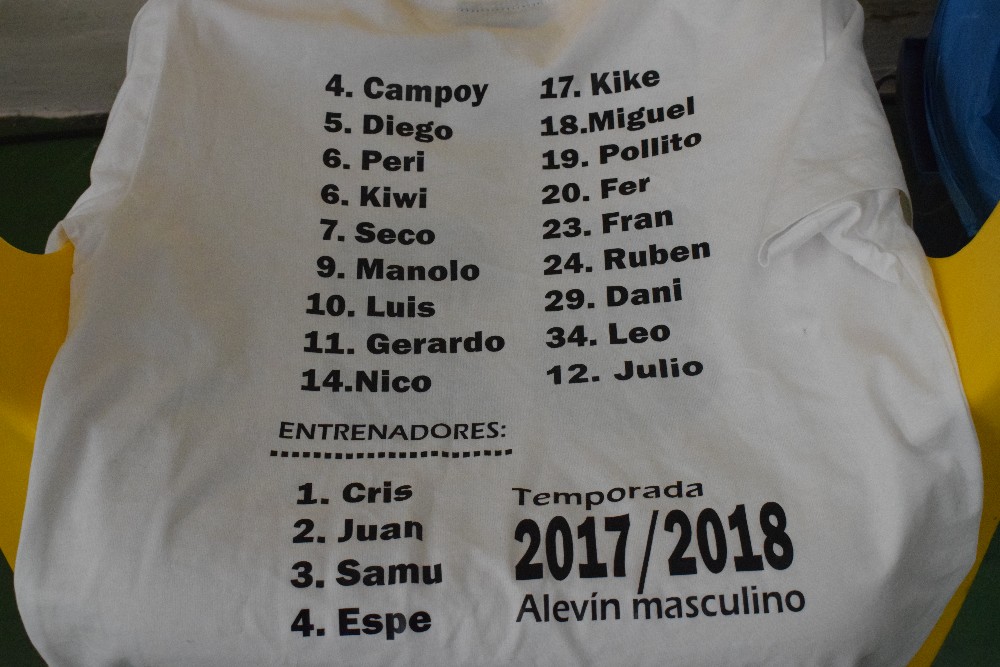 4. Campoy
5. Diego
6. Peri
6. Kiwi
7. Seco
9. Manolo
10. Luis
11. Gerardo
14.Nico
17. Kike
18.Miguel
19. Pollito
20. Fer
23. Fran
24. Ruben
29. Dani
34. Leo
12. Julio
ENTRENADORES:
1. Cris
2. Juan
3. Samu
4. Espe
Temporada
2017/2018
Alevín masculino